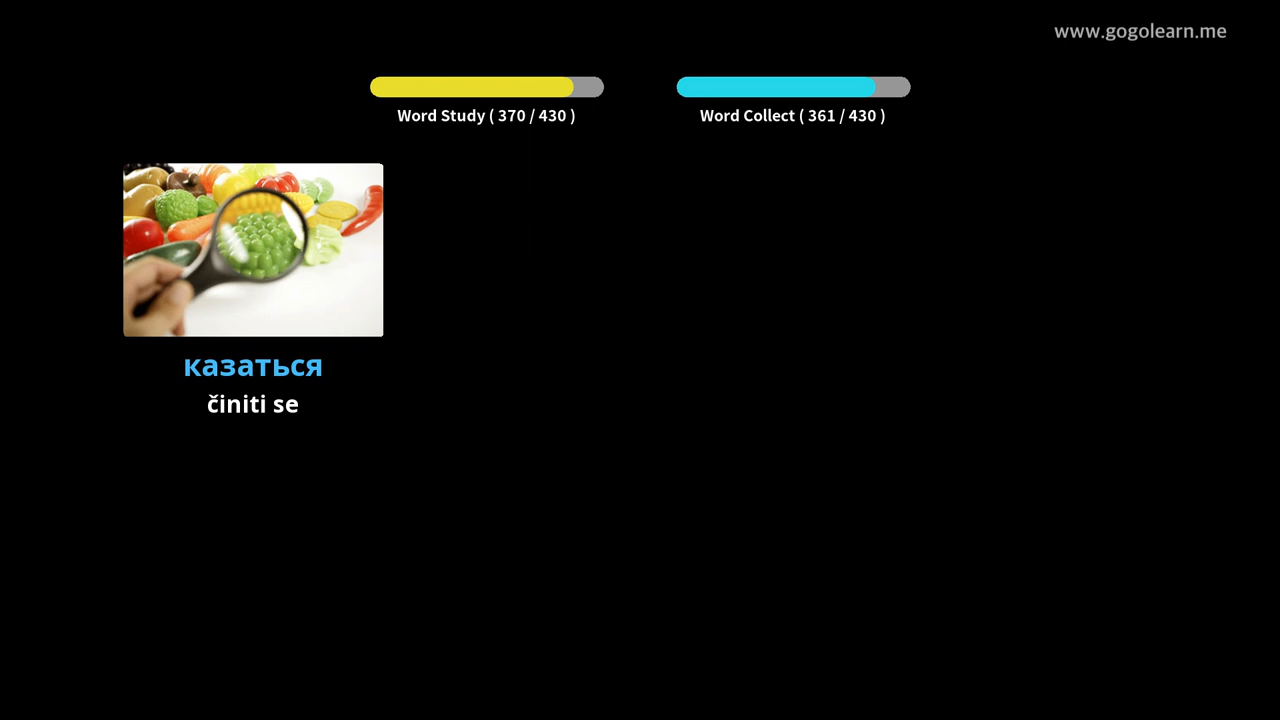 www.gogolearn.me
Word Study ( 370 / 430 )
Word Collect ( 361 / 430 )
казаться
činiti se